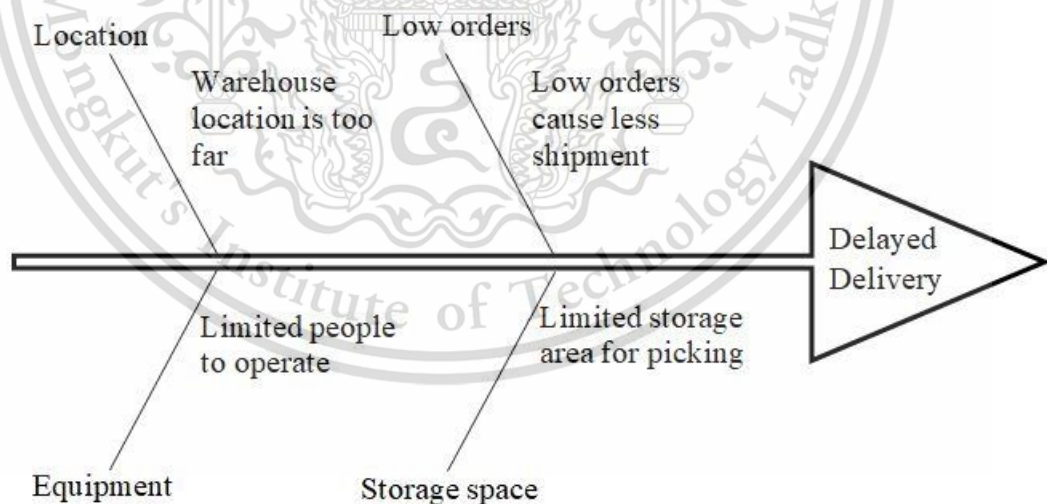 Location
Low orders
Warehouse
location is too
far
Low orders
cause less
shipment
Delayed
Delivery
Limited people
to operate
Limited storage
area for picking
Equipment
Storage space
ongkut's Institute of Technology Ladk